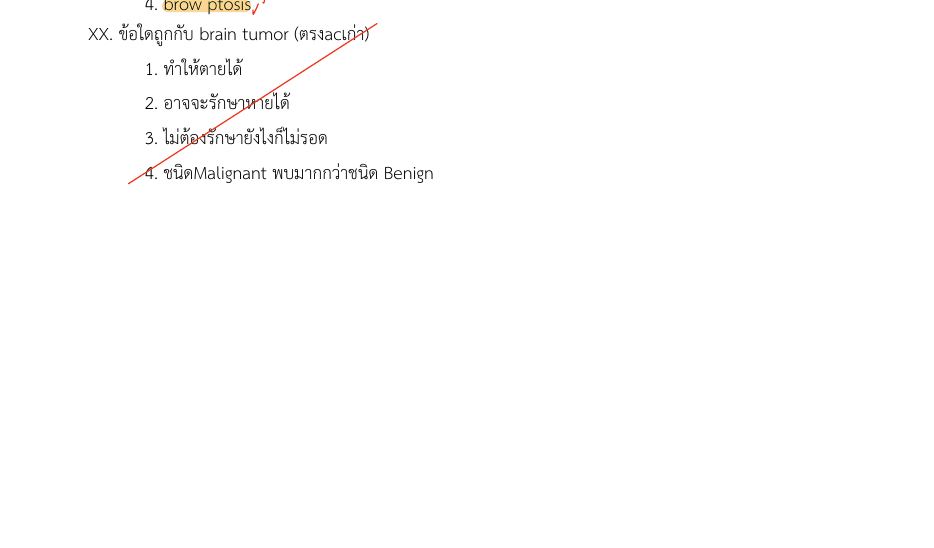 4. brow ptosis
XX. ข้อใดถูกกับ brain tumor (ตรงacเก่า)
1. ทำให้ตายได้
2. อาจจะรักษาหายได้
3. ไม่ต้องรักษายังไงก็ไม่รอด
4. ชนิดMalignant พบมากกว่าชนิด Benign